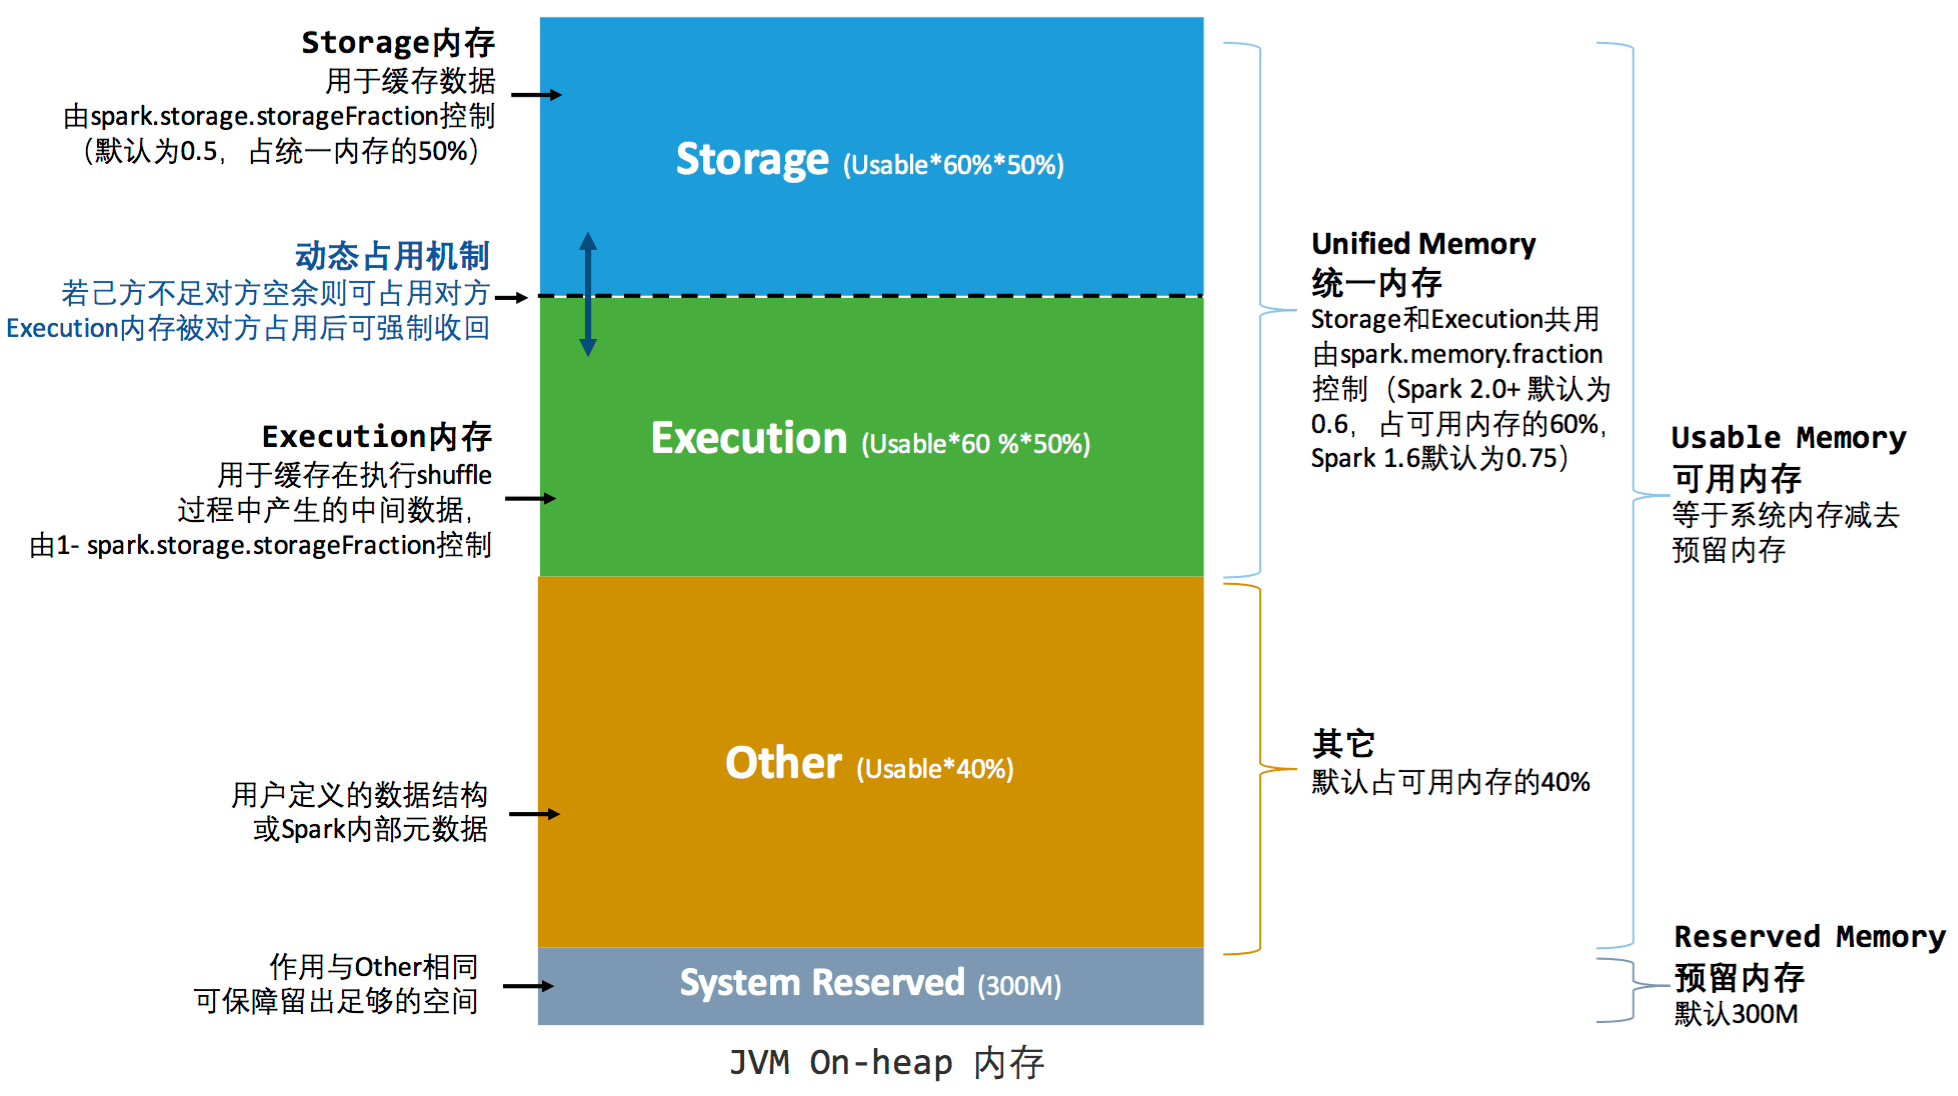 Storage内存
用于缓存数据
由spark.storage.storageFraction控制
（默认为0.5，占统一内存的50%）
动态占用机制
若己方不足对方空余则可占用对方
Execution内存被对方占用后可强制收回
Execution内存
用于缓存在执行shuffle
过程中产生的中间数据，
由1- spark.storage.storageFraction控制
用户定义的数据结构
或Spark内部元数据
作用与Other相同
可保障留出足够的空间
Storage (Usable*60%*50%)
Execution (Usable*60 %*50%)
Other (Usable*40%)
System Reserved (300M)
JVM On-heap 内存
Unified Memory
统一内存
Storage和Execution共用
由spark.memory.fraction
控制（Spark 2.0+ 默认为
0.6， 占可用内存的60%，
Spark 1.6默认为0.75）
其它
默认占可用内存的40%
Usable Memory
可用内存
等于系统内存减去
预留内存
Reserved Memory
预留内存
默认300M